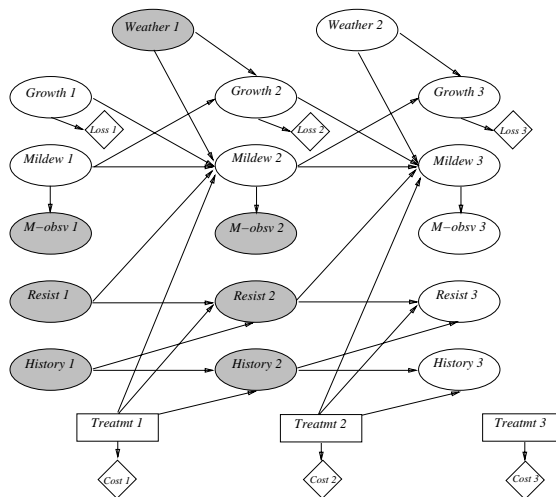 Weather 1
Weather 2
Growth 1
Growth 2
Growth 3
Loss 1
Loss 2
Loss 3
Mildew 1
Mildew 2
Mildew 3
M−obsv 1
M−obsv 2
M−obsv 3
Resist 1
Resist 2
Resist 3
History 1
History 2
History 3
Treatmt 1
Treatmt 2
Treatmt 3
Cost 1
Cost 2
Cost 3